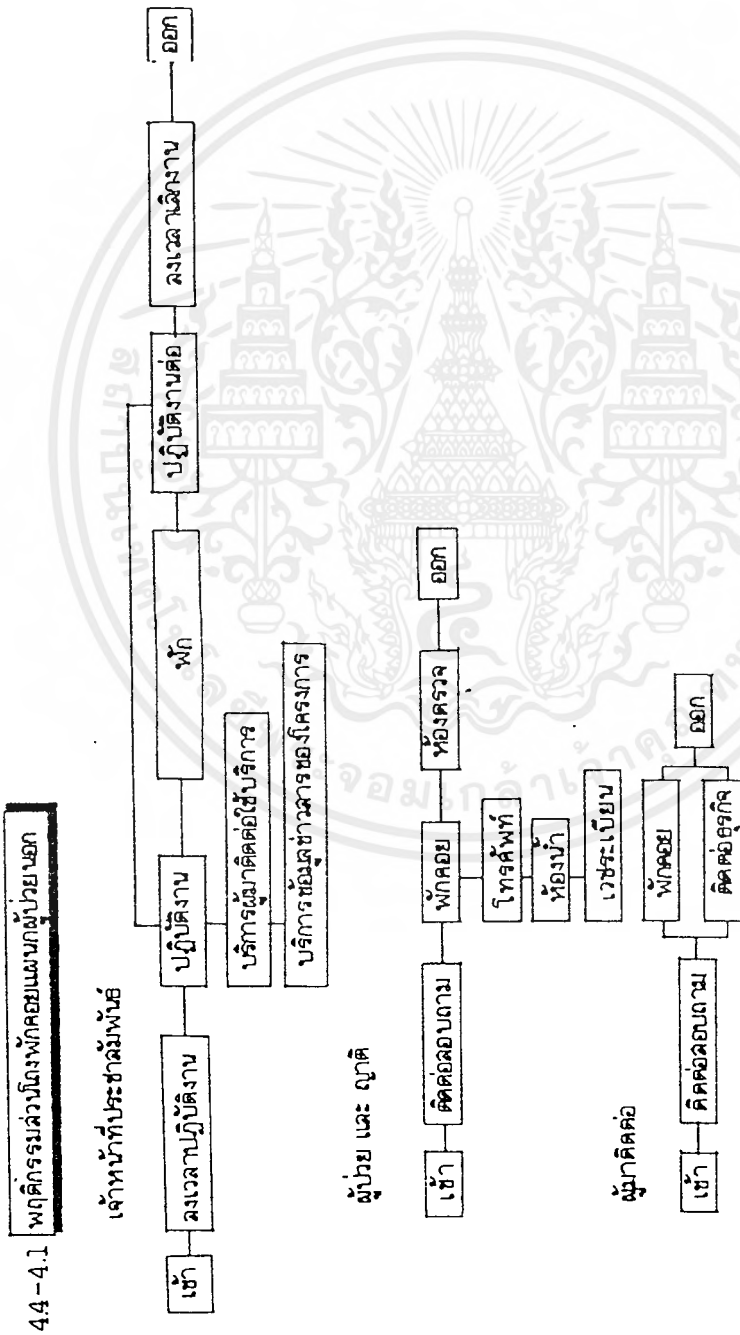 4.4-4.1 พฤติกรรมส่วนโถงพักคอยแผนกผู้ป่วยนอก
เจ้าหน้าที่ประชาสัมพันธ์
เข้า ลงเวลาปฏิบัติงาน ปฏิบัติงาน พัก ปฏิบัติงานต่อ ลงเวลาเลิกงาน ออก
บริการผู้มาติดต่อใช้บริการ
บริการข้อมูลข่าวสารของโครงการ
ผู้ป่วย และ ญาติ
เข้า ติดต่อสอบถาม พักคอย ห้องตรวจ ออก
โทรศัพท์
ห้องน้ำ
เวชระเบียน
ผู้มาติดต่อ
เข้า ติดต่อสอบถาม พักคอย ออก
ติดต่อธุรกิจ